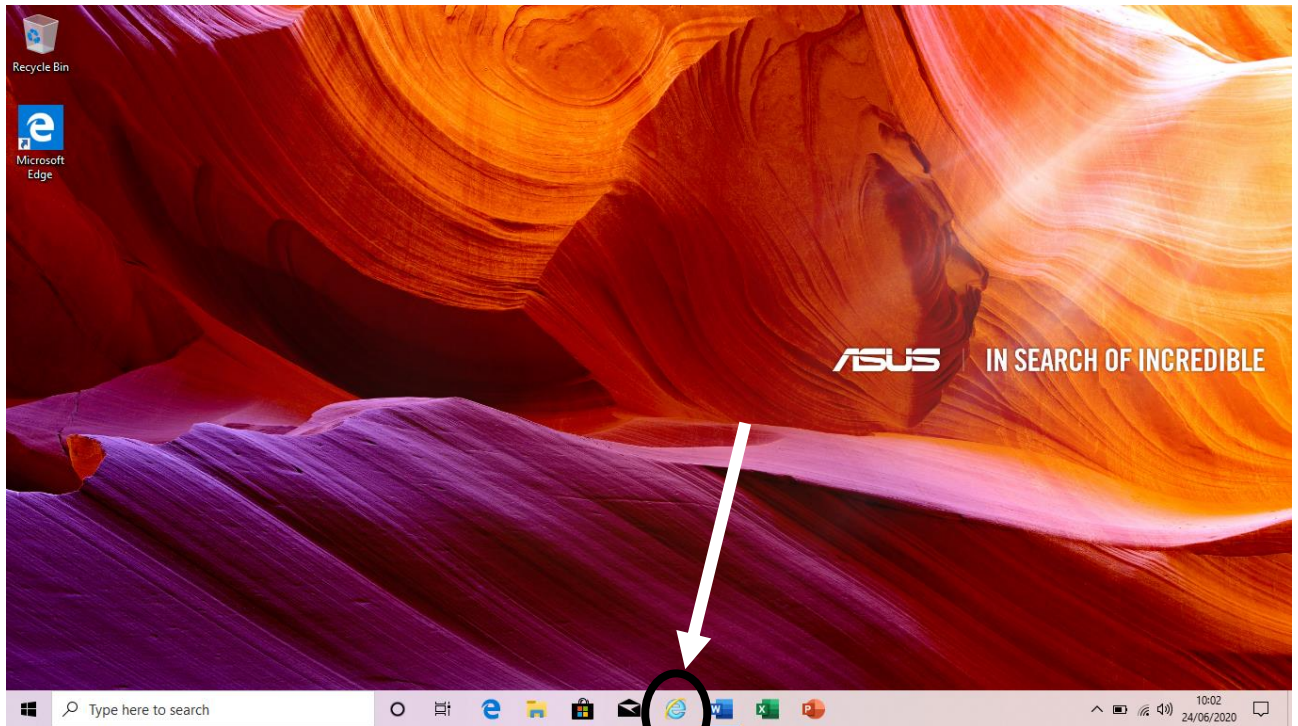 Recycle Bin
Microsoft
Edge
ASUS IN SEARCH OF INCREDIBLE
Type here to search
10:02
24/06/2020